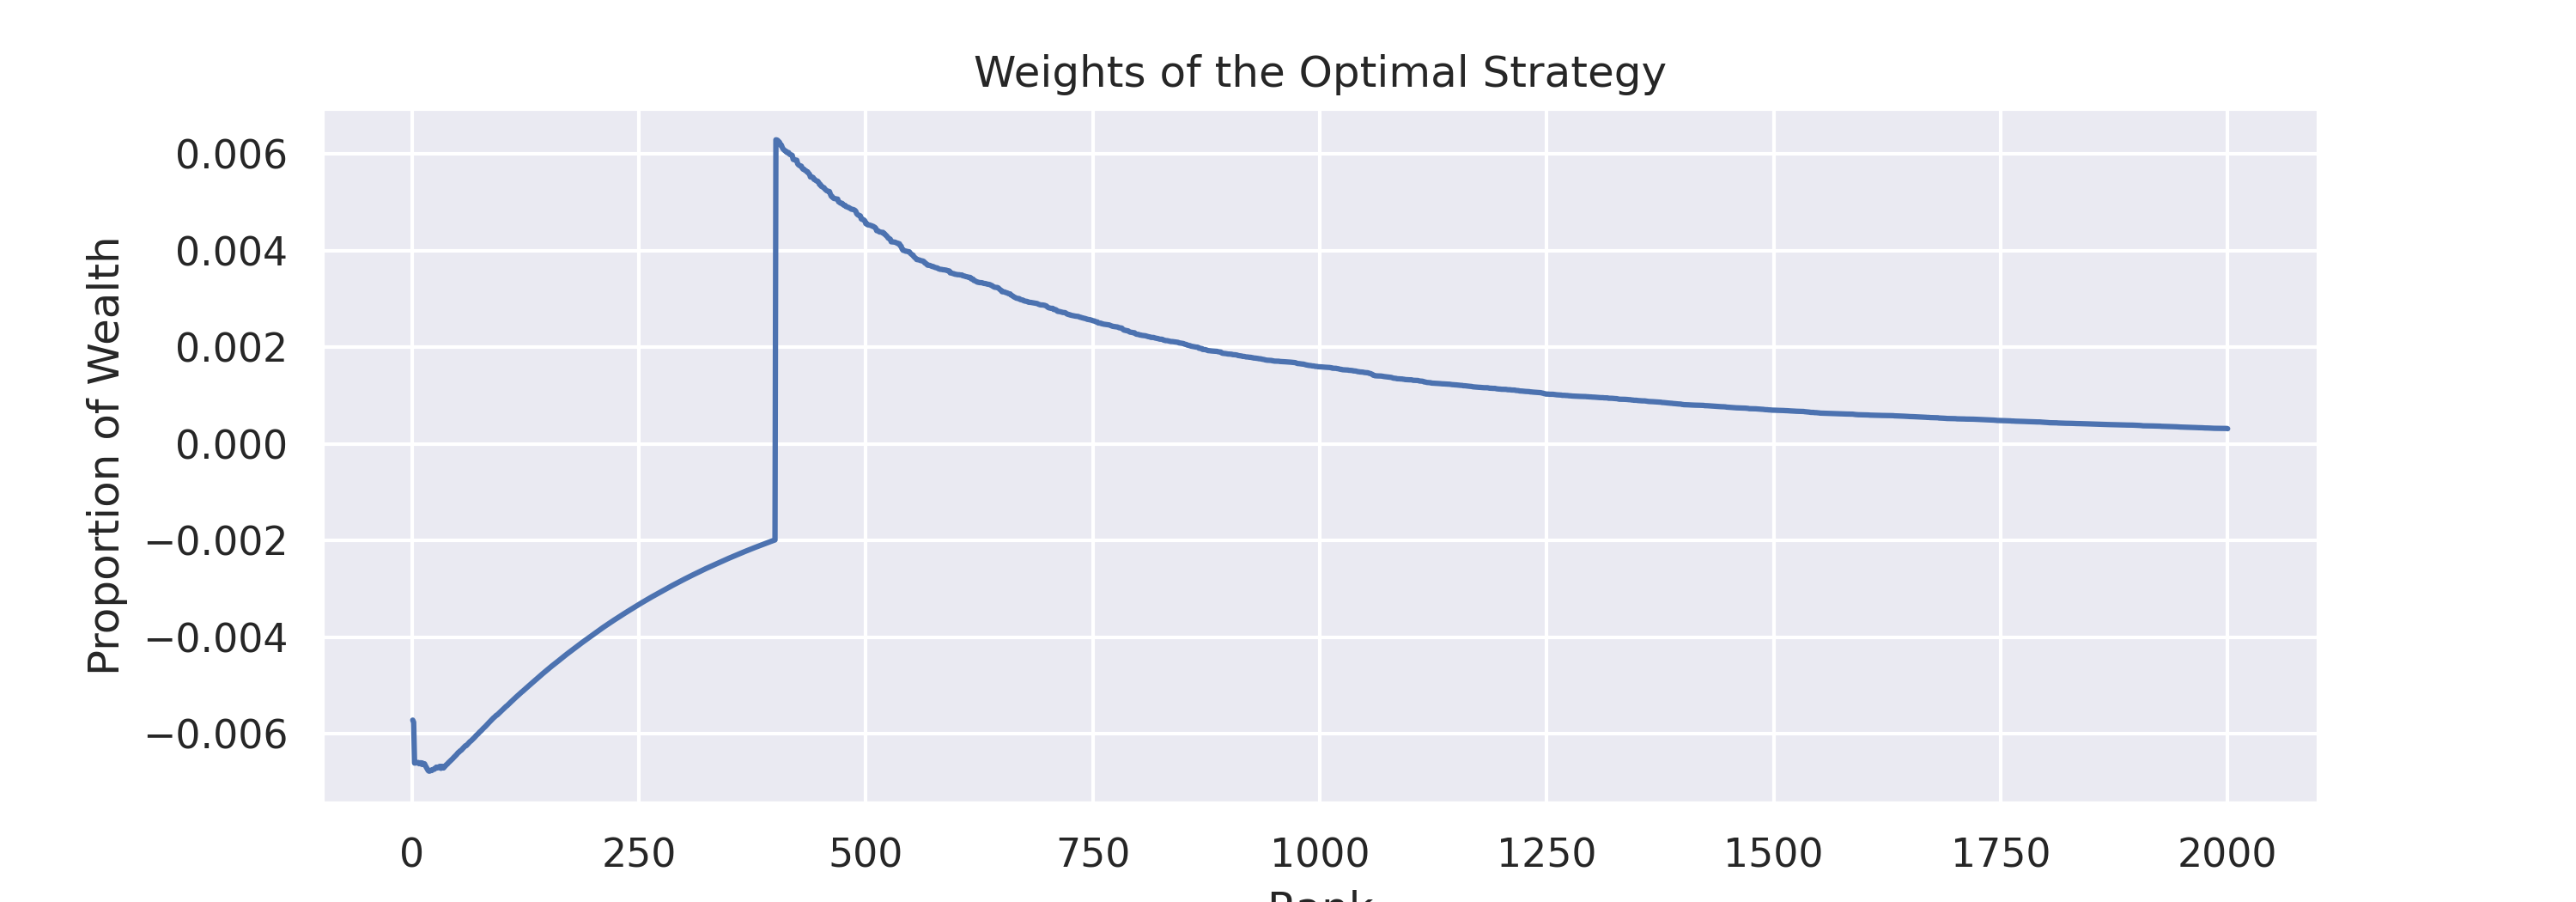 Weights of the Optimal Strategy
Proportion of Wealth
0.006
0.004
0.002
0.000
−0.002
−0.004
−0.006
0 250 500 750 1000 1250 1500 1750 2000
Rank